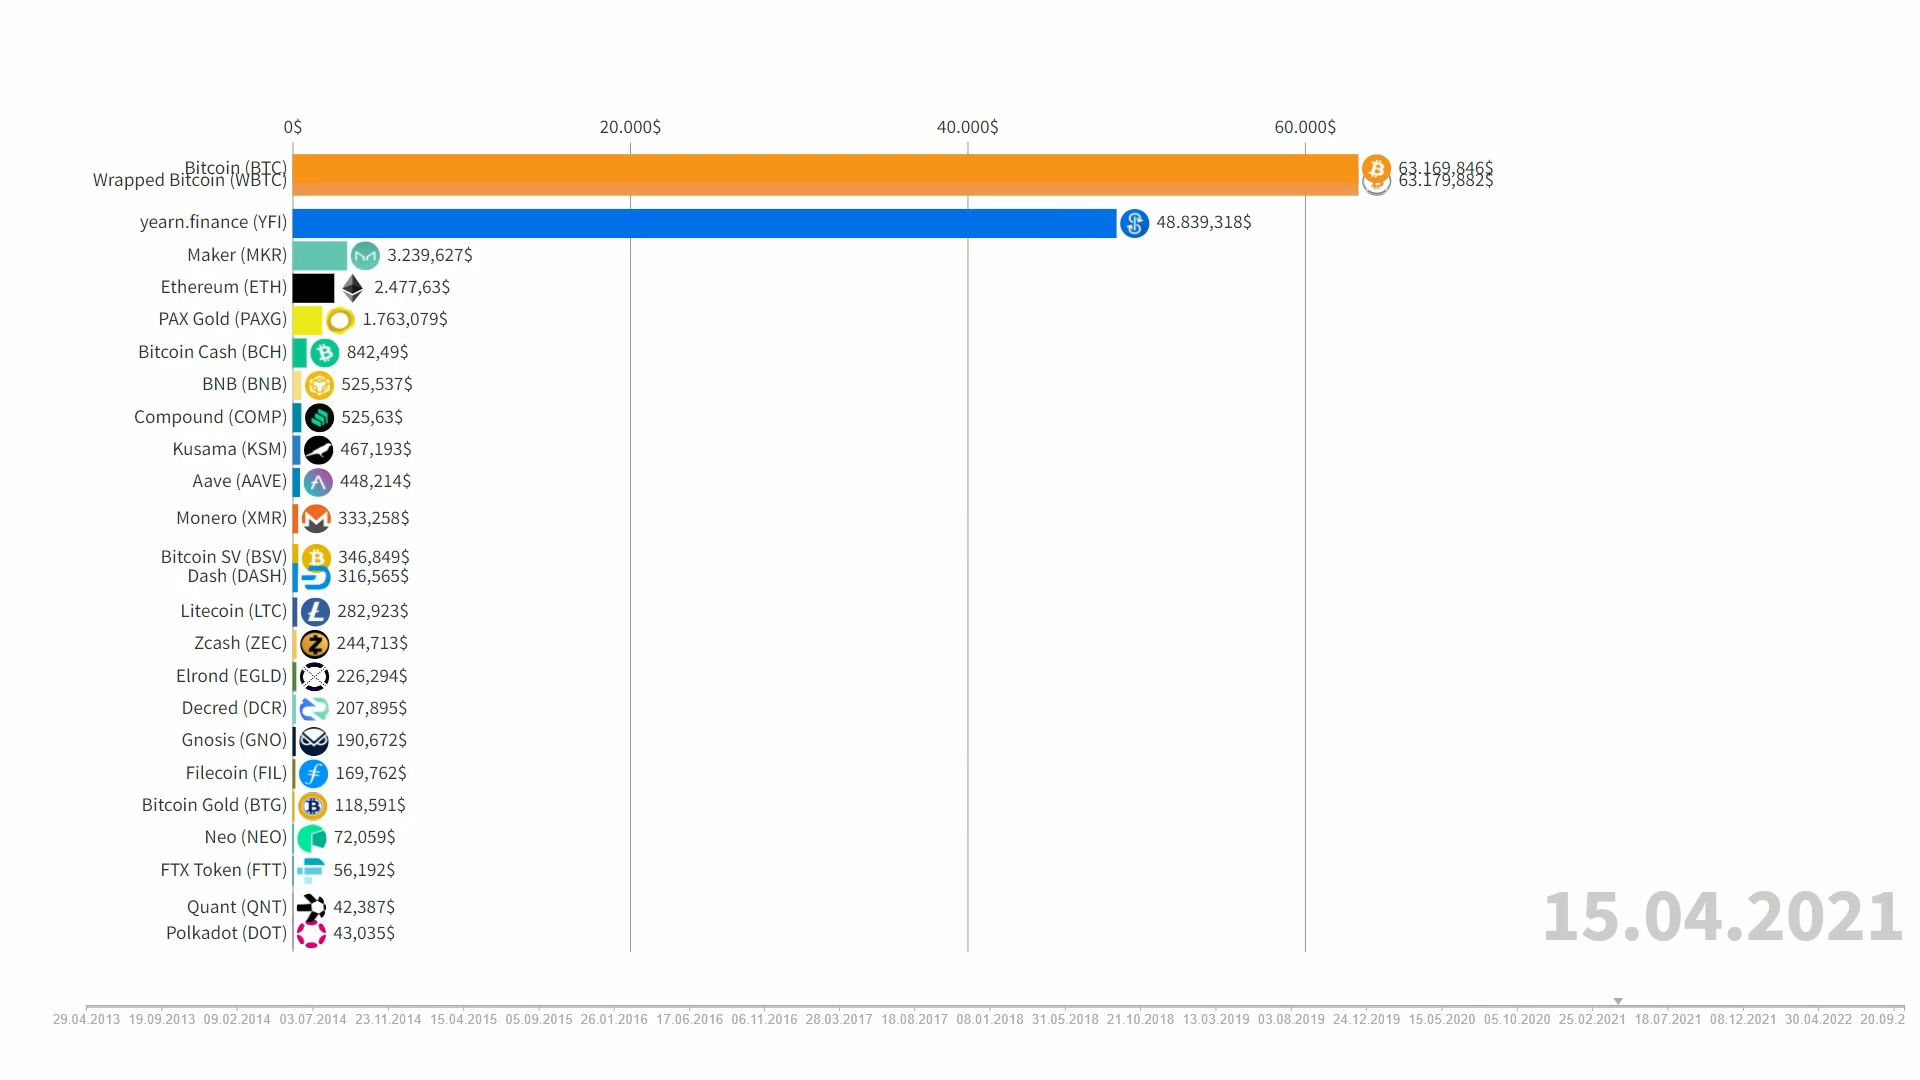 0$ 20.000$ 40.000$ 60.000$
Bitcoin (BTC) 63.169,846$
Wrapped Bitcoin (WBTC) 63.179,882$
yearn.finance (YFI) 48.839,318$
Maker (MKR) 3.239,627$
Ethereum (ETH) 2.477,63$
PAX Gold (PAXG) 1.763,079$
Bitcoin Cash (BCH) 842,49$
BNB (BNB) 525,537$
Compound (COMP) 525,63$
Kusama (KSM) 467,193$
Aave (AAVE) 448,214$
Monero (XMR) 333,258$
Bitcoin SV (BSV) 346,849$
Dash (DASH) 316,565$
Litecoin (LTC) 282,923$
Zcash (ZEC) 244,713$
Elrond (EGLD) 226,294$
Decred (DCR) 207,895$
Gnosis (GNO) 190,672$
Filecoin (FIL) 169,762$
Bitcoin Gold (BTG) 118,591$
Neo (NEO) 72,059$
FTX Token (FTT) 56,192$
Quant (QNT) 42,387$
Polkadot (DOT) 43,035$
15.04.2021
29.04.2013 19.09.2013 09.02.2014 03.07.2014 23.11.2014 15.04.2015 05.09.2015 26.01.2016 17.06.2016 06.11.2016 28.03.2017 18.08.2017 08.01.2018 31.05.2018 21.10.2018 13.03.2019 03.08.2019 24.12.2019 15.05.2020 05.10.2020 25.02.2021 18.07.2021 08.12.2021 30.04.2022 20.09.2